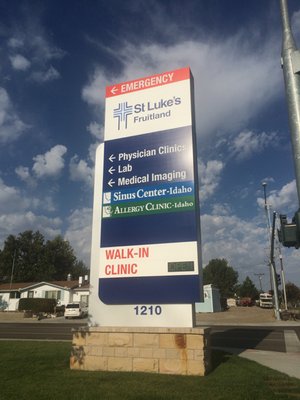 EMERGENCY
St Luke's
Fruitland
Physician Clinics
Lab
Medical Imaging
SINUS CENTER-IDAHO
ALLERGY CLINIC-IDAHO
WALK-IN
CLINIC
1210